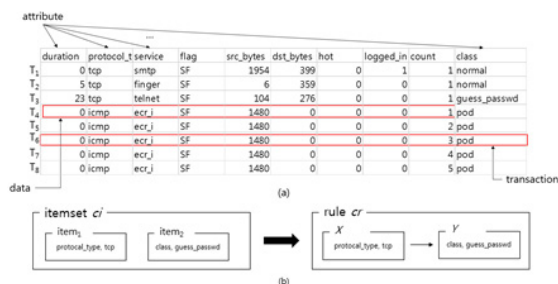 attribute
...
duration protocol_t service flag src_bytes dst_bytes hot logged_in count class
T1 0 tcp smtp SF 1954 399 0 1 1 normal
T2 5 tcp finger SF 6 359 0 0 1 normal
T3 23 tcp telnet SF 104 276 0 0 1 guess_passwd
T4 0 icmp ecr_i SF 1480 0 0 0 1 pod
T5 0 icmp ecr_i SF 1480 0 0 0 2 pod
T6 0 icmp ecr_i SF 1480 0 0 0 3 pod
T7 0 icmp ecr_i SF 1480 0 0 0 4 pod
T8 0 icmp ecr_i SF 1480 0 0 0 5 pod
data
transaction
(a)
itemset ci
item1
protocal_type, tcp
item2
class, guess_passwd
rule cr
X
protocal_type, tcp
Y
class, guess_passwd
(b)